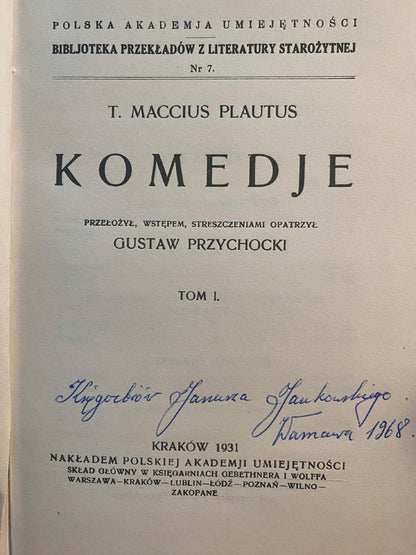 POLSKA AKADEMJA UMIEJĘTNOŚCI
BIBLJOTEKA PRZEKŁADÓW Z LITERATURY STAROŻYTNEJ
Nr 7.
T. MACCIUS PLAUTUS
KOMEDJE
PRZEŁOŻYŁ, WSTĘPEM, STRESZCZENIAMI OPATRZYŁ
GUSTAW PRZYCHOCKI
TOM I.
Księgozbiór Janusza Jankowskiego
Warszawa 1968.
KRAKÓW 1931
NAKŁADEM POLSKIEJ AKADEMJI UMIEJĘTNOŚCI
SKŁAD GŁÓWNY W KSIĘGARNIACH GEBETHNERA I WOLFFA
WARSZAWA—KRAKÓW—LUBLIN—ŁÓDŹ—POZNAŃ—WILNO—
ZAKOPANE